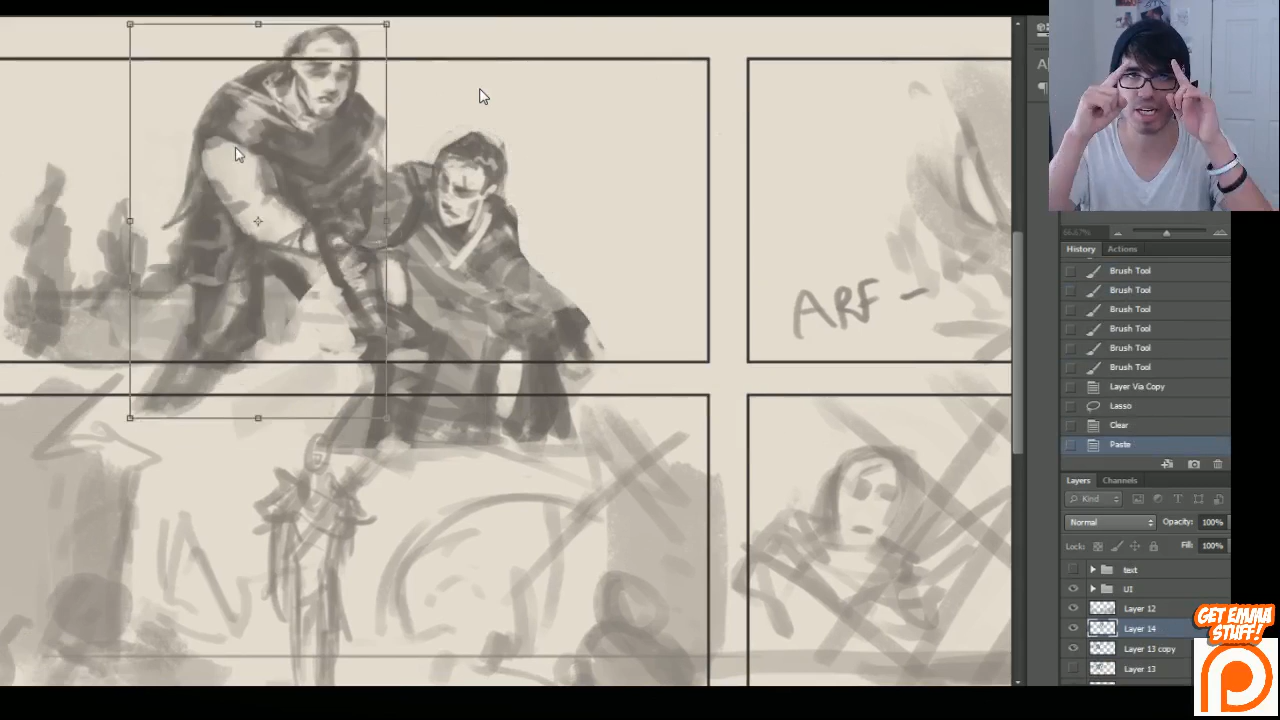 ARF -
66.67%
History Actions
Brush Tool
Brush Tool
Brush Tool
Brush Tool
Brush Tool
Brush Tool
Layer Via Copy
Lasso
Clear
Paste
Layers Channels
Kind
Normal Opacity: 100%
Lock: Fill: 100%
text
UI
Layer 12
Layer 14
Layer 13 copy
Layer 13
GET EMMA
STUFF!